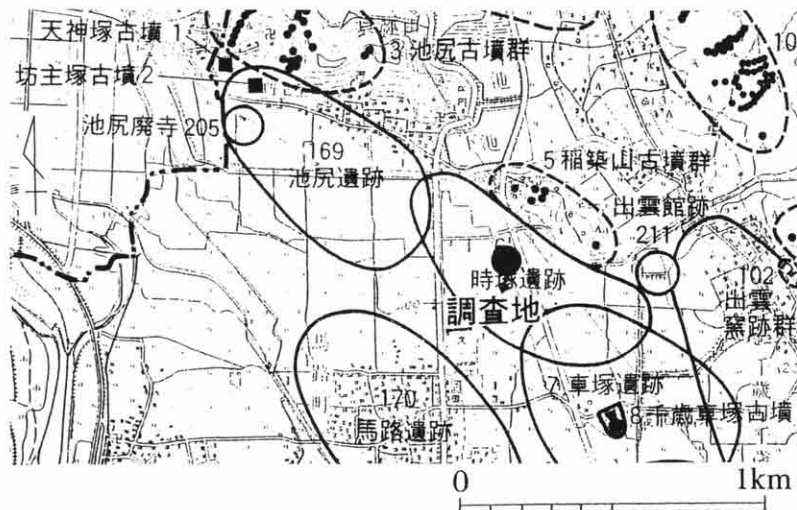 天神塚古墳 1
坊主塚古墳 2
3 池尻古墳群
10
池尻廃寺 205
169
池尻遺跡
5 稲築山古墳群
出雲館跡
211
時塚遺跡
調査地
102
出雲
窯跡群
7 車塚遺跡
170
馬路遺跡
8 千歳車塚古墳
0 1km